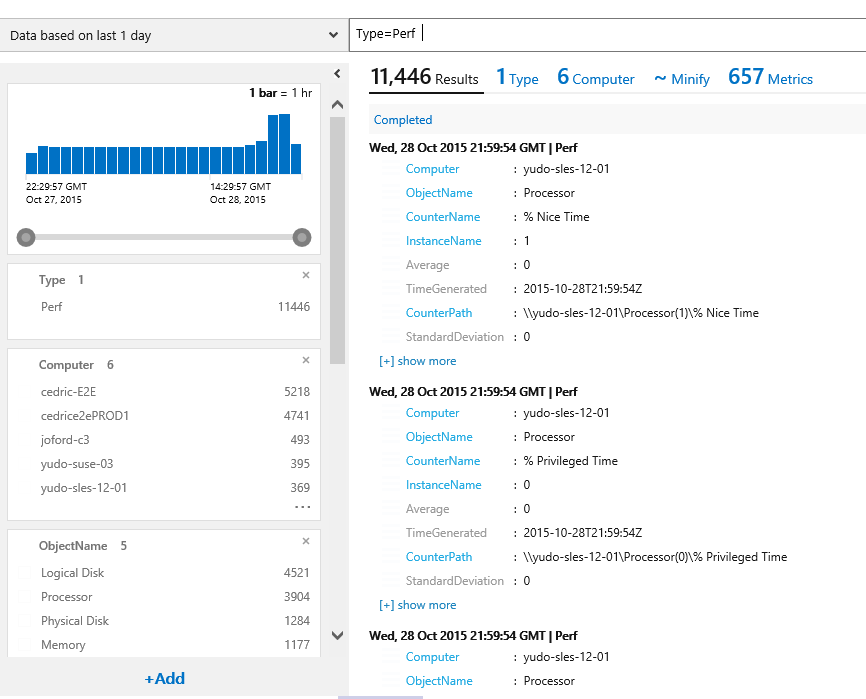 Data based on last 1 day
Type=Perf
1 bar = 1 hr
22:29:57 GMT 14:29:57 GMT
Oct 27, 2015 Oct 28, 2015
Type 1
Perf 11446
Computer 6
cedric-E2E 5218
cedrice2ePROD1 4741
joford-c3 493
yudo-suse-03 395
yudo-sles-12-01 369
...
ObjectName 5
Logical Disk 4521
Processor 3904
Physical Disk 1284
Memory 1177
+Add
11,446 Results 1 Type 6 Computer ~ Minify 657 Metrics
Completed
Wed, 28 Oct 2015 21:59:54 GMT | Perf
Computer : yudo-sles-12-01
ObjectName : Processor
CounterName : % Nice Time
InstanceName : 1
Average : 0
TimeGenerated : 2015-10-28T21:59:54Z
CounterPath : \\yudo-sles-12-01\Processor(1)\% Nice Time
StandardDeviation : 0
[+] show more
Wed, 28 Oct 2015 21:59:54 GMT | Perf
Computer : yudo-sles-12-01
ObjectName : Processor
CounterName : % Privileged Time
InstanceName : 0
Average : 0
TimeGenerated : 2015-10-28T21:59:54Z
CounterPath : \\yudo-sles-12-01\Processor(0)\% Privileged Time
StandardDeviation : 0
[+] show more
Wed, 28 Oct 2015 21:59:54 GMT | Perf
Computer : yudo-sles-12-01
ObjectName : Processor